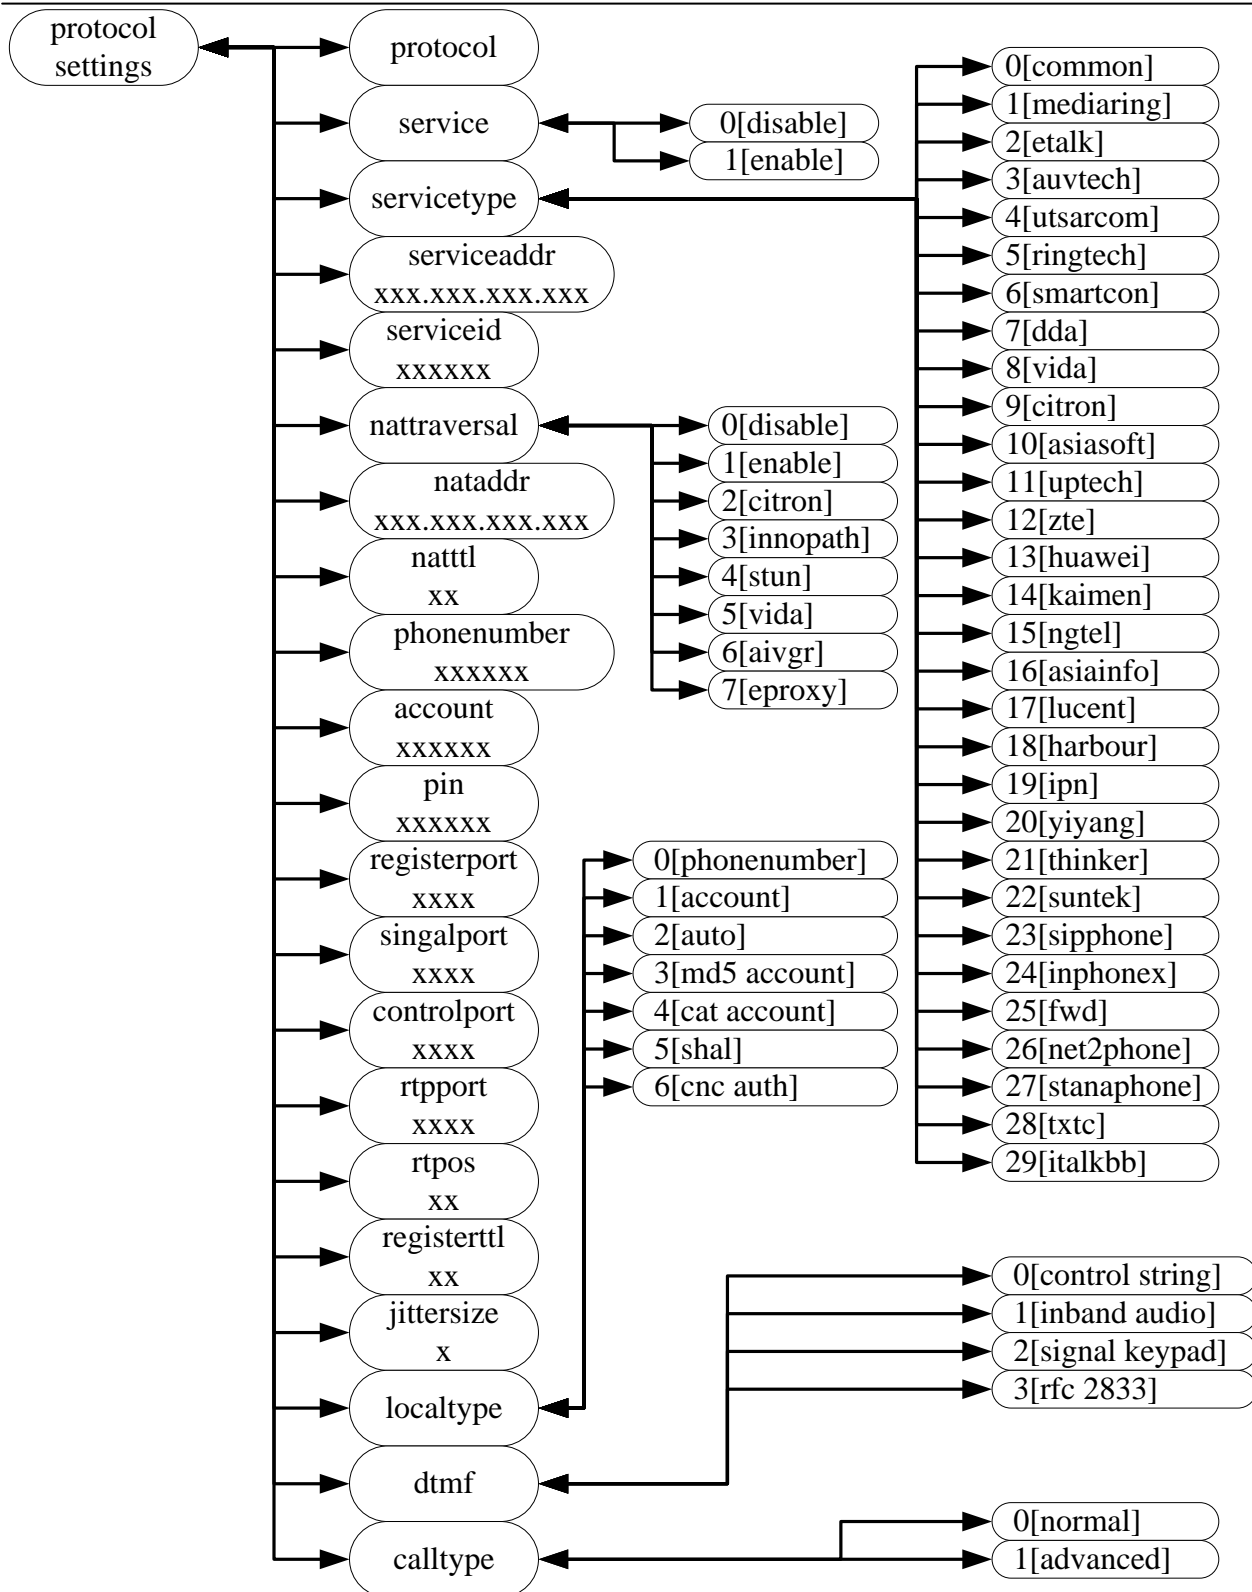 protocol
settings
protocol
service
0[disable]
1[enable]
servicetype
0[common]
1[mediaring]
2[etalk]
3[auvtech]
4[utsarcom]
5[ringtech]
6[smartcon]
7[dda]
8[vida]
9[citron]
10[asiasoft]
11[uptech]
12[zte]
13[huawei]
14[kaimen]
15[ngtel]
16[asiainfo]
17[lucent]
18[harbour]
19[ipn]
20[yiyang]
21[thinker]
22[suntek]
23[sipphone]
24[inphonex]
25[fwd]
26[net2phone]
27[stanaphone]
28[txtc]
29[italkbb]
serviceaddr
xxx.xxx.xxx.xxx
serviceid
xxxxxx
nattraversal
0[disable]
1[enable]
2[citron]
3[innopath]
4[stun]
5[vida]
6[aivgr]
7[eproxy]
nataddr
xxx.xxx.xxx.xxx
natttl
xx
phonenumber
xxxxxx
account
xxxxxx
pin
xxxxxx
registerport
xxxx
singalport
xxxx
controlport
xxxx
rtpport
xxxx
rtpos
xx
registerttl
xx
jittersize
x
localtype
0[phonenumber]
1[account]
2[auto]
3[md5 account]
4[cat account]
5[shal]
6[cnc auth]
dtmf
0[control string]
1[inband audio]
2[signal keypad]
3[rfc 2833]
calltype
0[normal]
1[advanced]